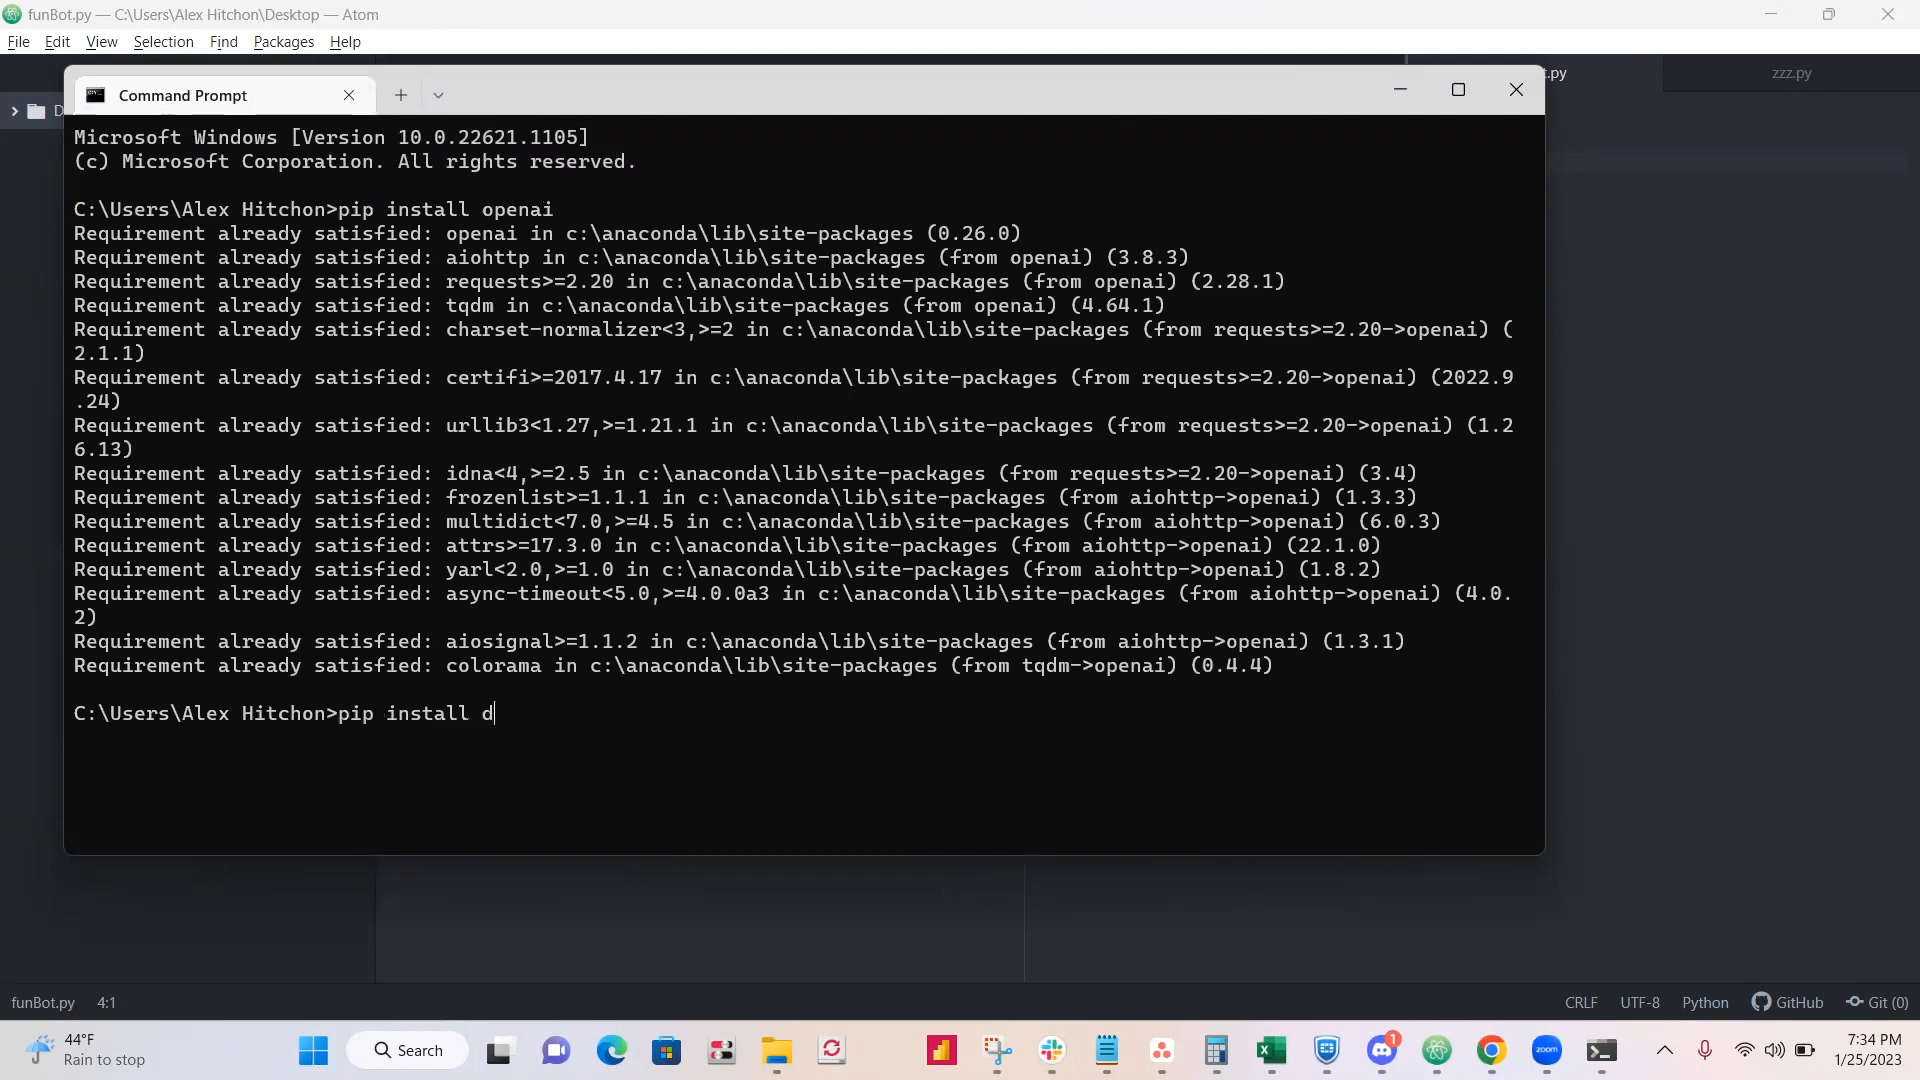 funBot.py — C:\Users\Alex Hitchon\Desktop — Atom
File Edit View Selection Find Packages Help
t.py
zzz.py
Command Prompt
D
Microsoft Windows [Version 10.0.22621.1105]
(c) Microsoft Corporation. All rights reserved.
C:\Users\Alex Hitchon>pip install openai
Requirement already satisfied: openai in c:\anaconda\lib\site-packages (0.26.0)
Requirement already satisfied: aiohttp in c:\anaconda\lib\site-packages (from openai) (3.8.3)
Requirement already satisfied: requests>=2.20 in c:\anaconda\lib\site-packages (from openai) (2.28.1)
Requirement already satisfied: tqdm in c:\anaconda\lib\site-packages (from openai) (4.64.1)
Requirement already satisfied: charset-normalizer<3,>=2 in c:\anaconda\lib\site-packages (from requests>=2.20->openai) (
2.1.1)
Requirement already satisfied: certifi>=2017.4.17 in c:\anaconda\lib\site-packages (from requests>=2.20->openai) (2022.9
.24)
Requirement already satisfied: urllib3<1.27,>=1.21.1 in c:\anaconda\lib\site-packages (from requests>=2.20->openai) (1.2
6.13)
Requirement already satisfied: idna<4,>=2.5 in c:\anaconda\lib\site-packages (from requests>=2.20->openai) (3.4)
Requirement already satisfied: frozenlist>=1.1.1 in c:\anaconda\lib\site-packages (from aiohttp->openai) (1.3.3)
Requirement already satisfied: multidict<7.0,>=4.5 in c:\anaconda\lib\site-packages (from aiohttp->openai) (6.0.3)
Requirement already satisfied: attrs>=17.3.0 in c:\anaconda\lib\site-packages (from aiohttp->openai) (22.1.0)
Requirement already satisfied: yarl<2.0,>=1.0 in c:\anaconda\lib\site-packages (from aiohttp->openai) (1.8.2)
Requirement already satisfied: async-timeout<5.0,>=4.0.0a3 in c:\anaconda\lib\site-packages (from aiohttp->openai) (4.0.
2)
Requirement already satisfied: aiosignal>=1.1.2 in c:\anaconda\lib\site-packages (from aiohttp->openai) (1.3.1)
Requirement already satisfied: colorama in c:\anaconda\lib\site-packages (from tqdm->openai) (0.4.4)
C:\Users\Alex Hitchon>pip install d
funBot.py 4:1
CRLF UTF-8 Python GitHub Git (0)
44°F
Rain to stop
Search
1
zoom
7:34 PM
1/25/2023